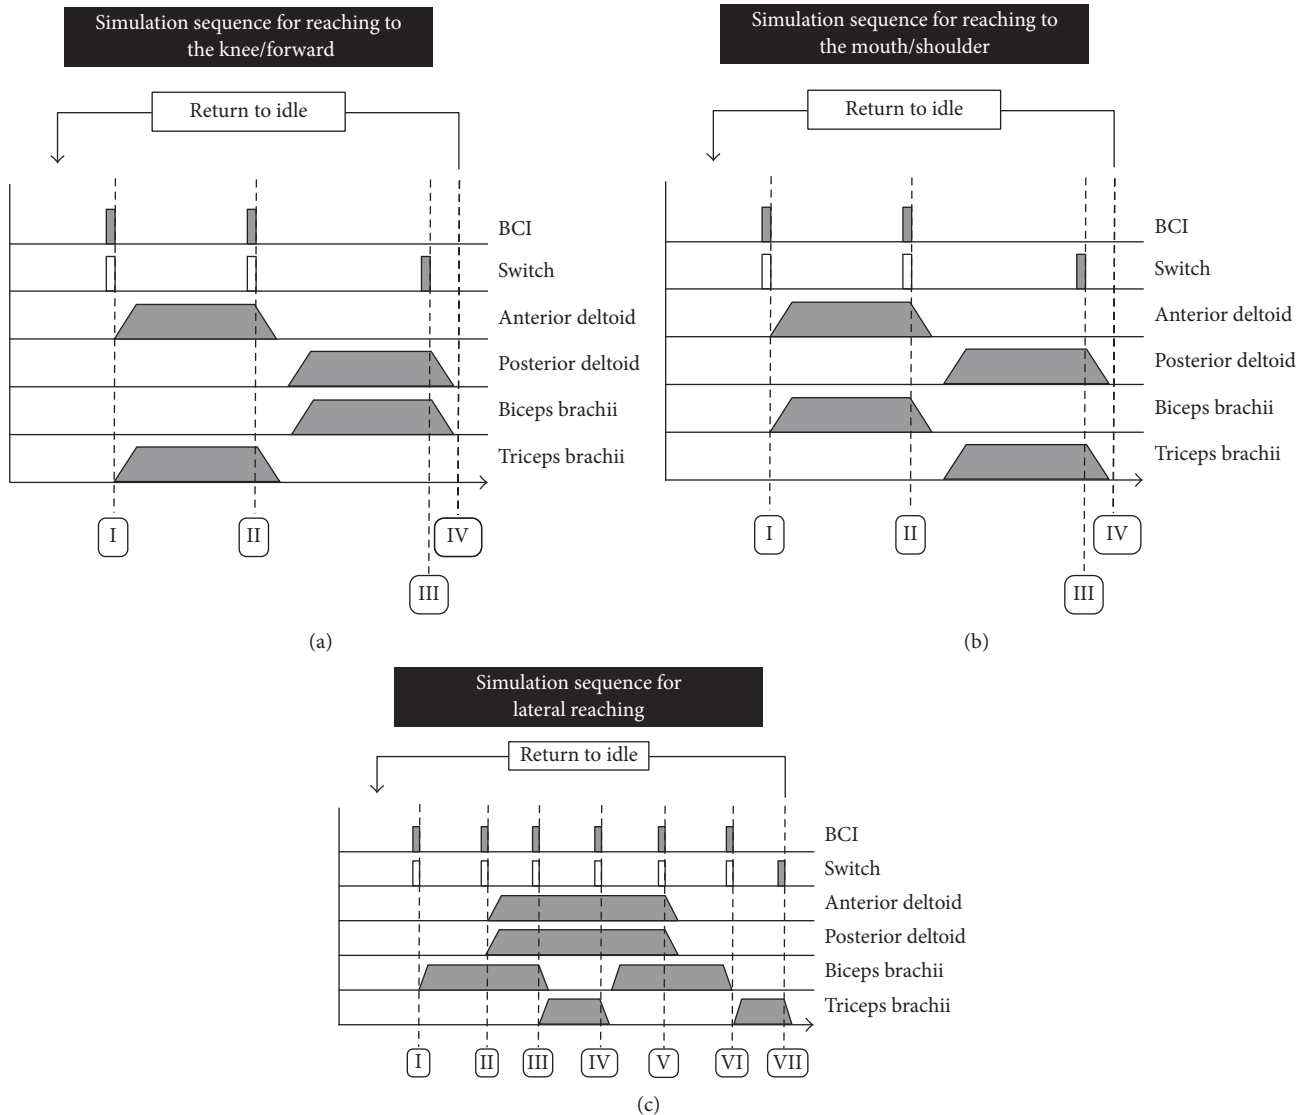 Simulation sequence for reaching to
the knee/forward
Return to idle
BCI
Switch
Anterior deltoid
Posterior deltoid
Biceps brachii
Triceps brachii
I
II
IV
III
(a)
Simulation sequence for reaching to
the mouth/shoulder
Return to idle
BCI
Switch
Anterior deltoid
Posterior deltoid
Biceps brachii
Triceps brachii
I
II
IV
III
(b)
Simulation sequence for
lateral reaching
Return to idle
BCI
Switch
Anterior deltoid
Posterior deltoid
Biceps brachii
Triceps brachii
I
II
III
IV
V
VI
VII
(c)